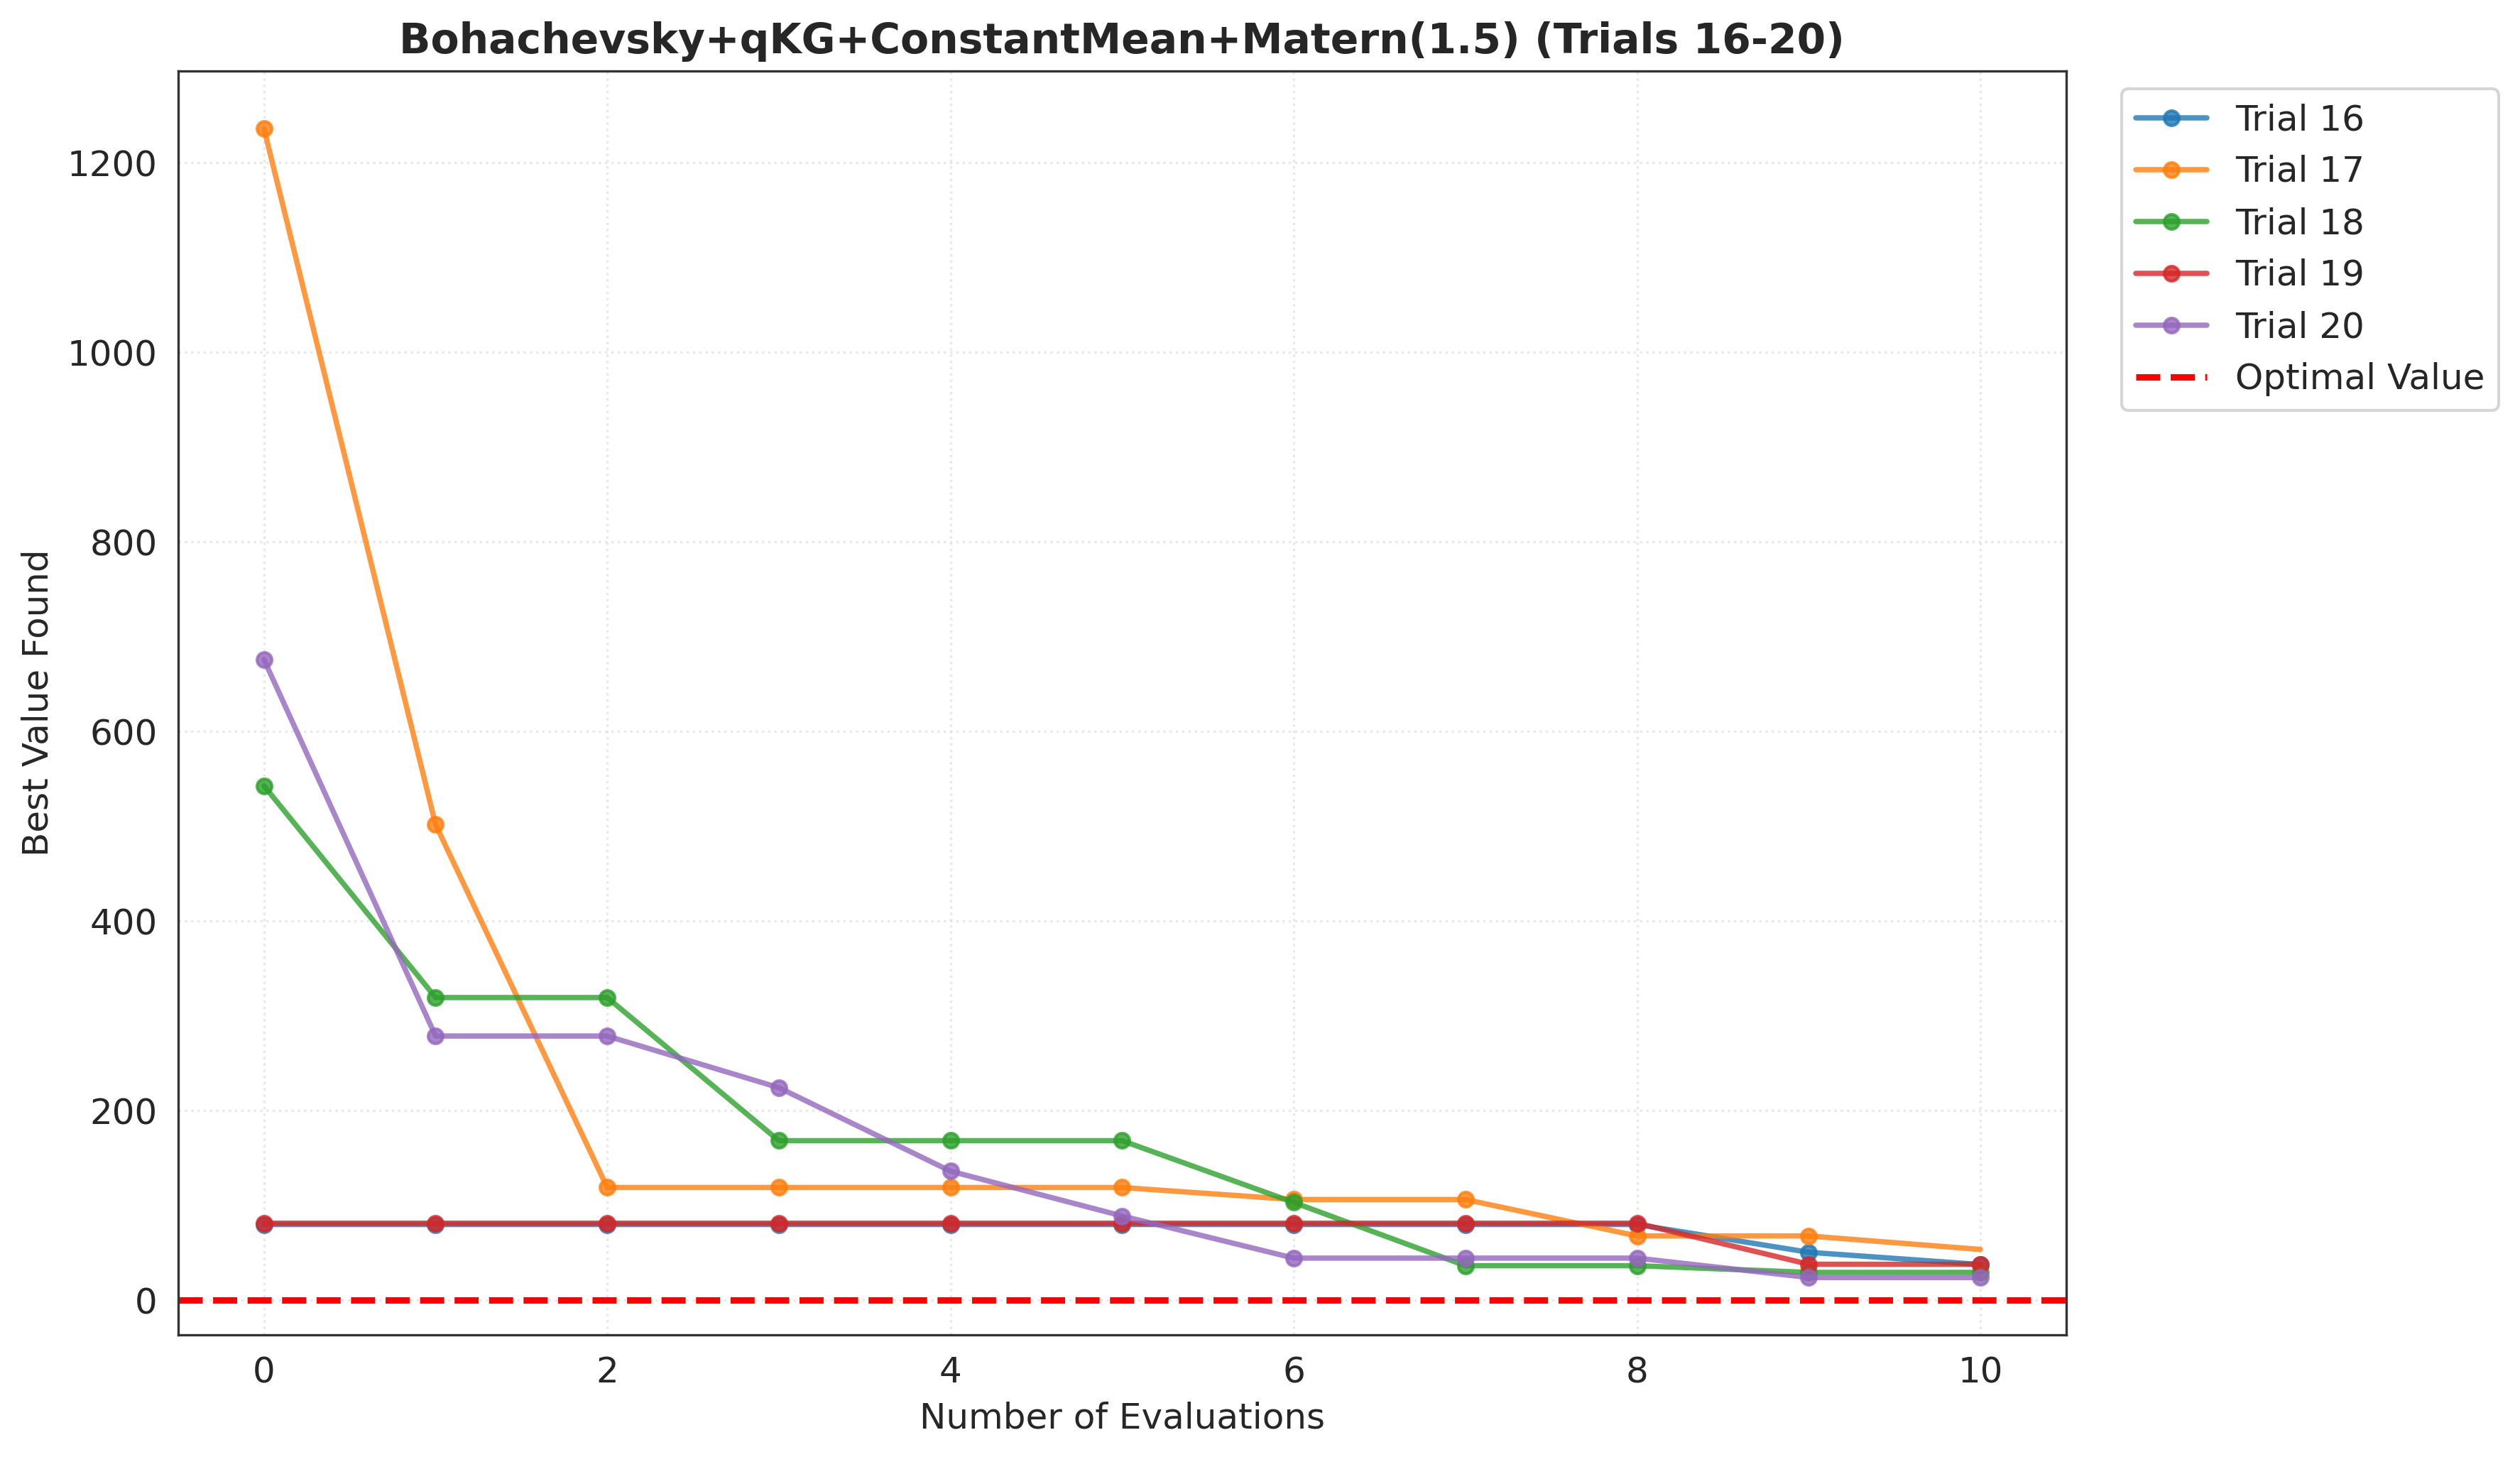 Bohachevsky+qKG+ConstantMean+Matern(1.5) (Trials 16-20)
Best Value Found
1200
1000
800
600
400
200
0
0 2 4 6 8 10
Number of Evaluations
Trial 16
Trial 17
Trial 18
Trial 19
Trial 20
Optimal Value